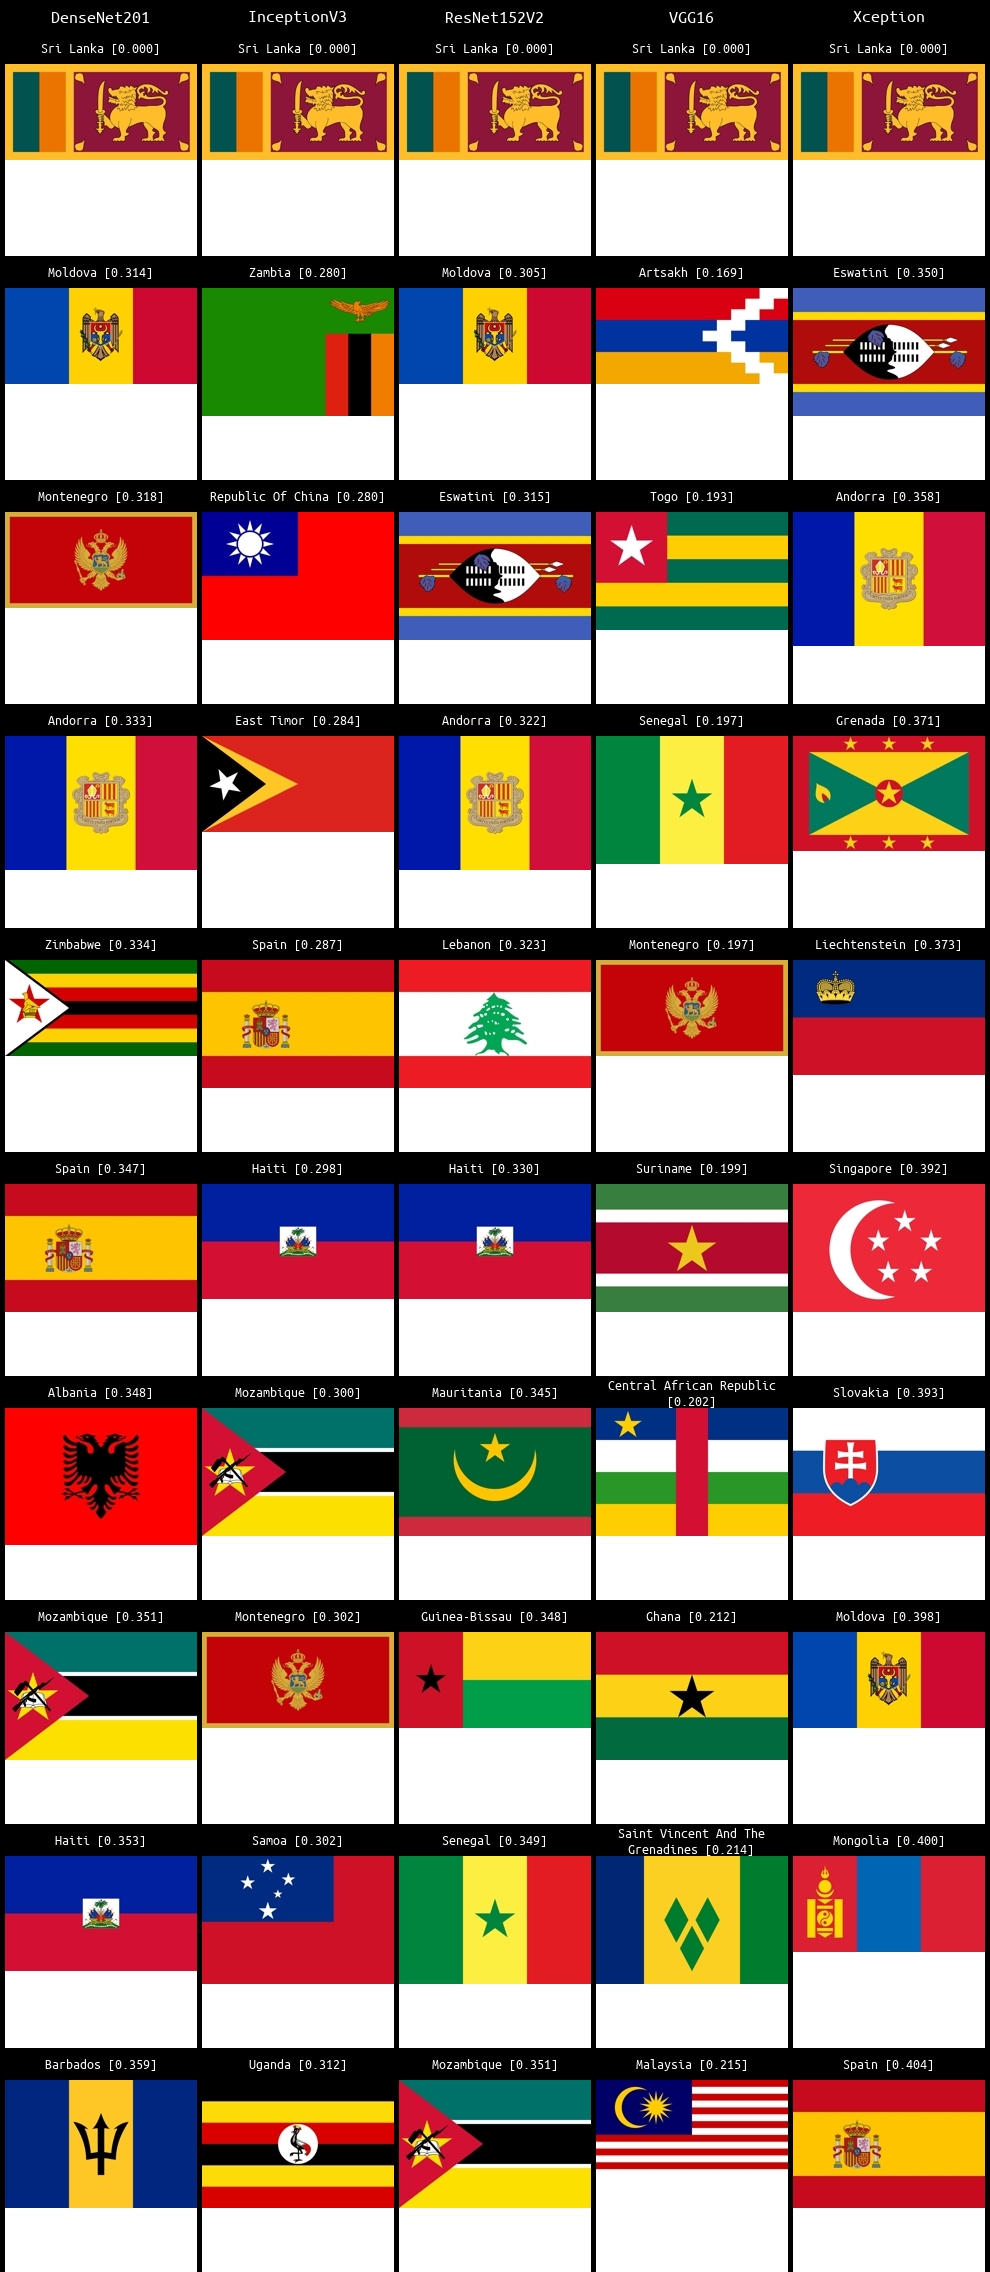 DenseNet201 InceptionV3 ResNet152V2 VGG16 Xception
Sri Lanka [0.000] Sri Lanka [0.000] Sri Lanka [0.000] Sri Lanka [0.000] Sri Lanka [0.000]
Moldova [0.314] Zambia [0.280] Moldova [0.305] Artsakh [0.169] Eswatini [0.350]
Montenegro [0.318] Republic Of China [0.280] Eswatini [0.315] Togo [0.193] Andorra [0.358]
Andorra [0.333] East Timor [0.284] Andorra [0.322] Senegal [0.197] Grenada [0.371]
Zimbabwe [0.334] Spain [0.287] Lebanon [0.323] Montenegro [0.197] Liechtenstein [0.373]
Spain [0.347] Haiti [0.298] Haiti [0.330] Suriname [0.199] Singapore [0.392]
Albania [0.348] Mozambique [0.300] Mauritania [0.345] Central African Republic Slovakia [0.393]
[0.202]
Mozambique [0.351] Montenegro [0.302] Guinea-Bissau [0.348] Ghana [0.212] Moldova [0.398]
Haiti [0.353] Samoa [0.302] Senegal [0.349] Saint Vincent And The Mongolia [0.400]
Grenadines [0.214]
Barbados [0.359] Uganda [0.312] Mozambique [0.351] Malaysia [0.215] Spain [0.404]